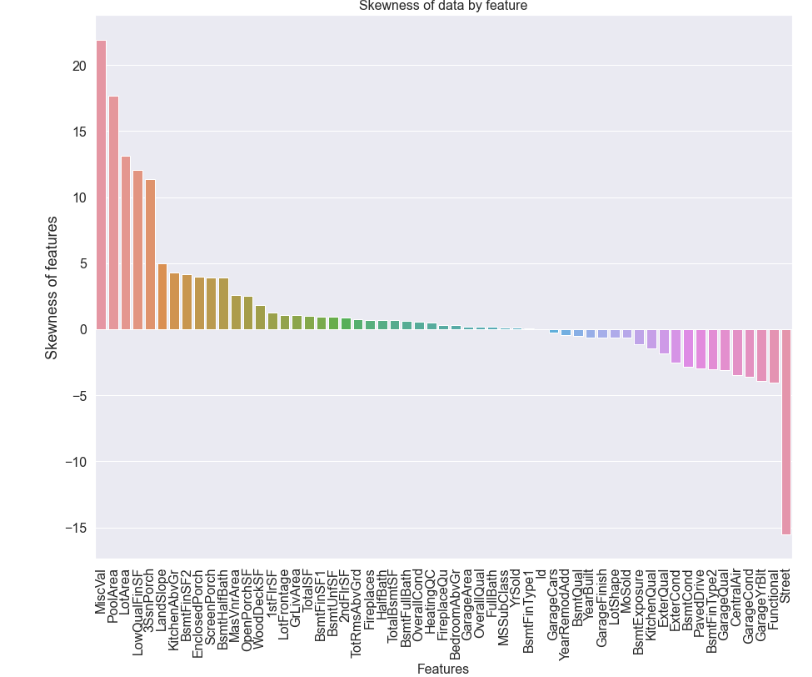 Skewness of data by feature
Skewness of features
20
15
10
5
0
−5
−10
−15
MiscVal
PoolArea
LotArea
LowQualFinSF
3SsnPorch
LandSlope
KitchenAbvGr
BsmtFinSF2
EnclosedPorch
ScreenPorch
BsmtHalfBath
MasVnrArea
OpenPorchSF
WoodDeckSF
1stFlrSF
LotFrontage
GrLivArea
TotalSF
BsmtFinSF1
BsmtUnfSF
2ndFlrSF
TotRmsAbvGrd
Fireplaces
HalfBath
TotalBsmtSF
BsmtFullBath
OverallCond
HeatingQC
FireplaceQu
BedroomAbvGr
GarageArea
OverallQual
FullBath
MSSubClass
YrSold
BsmtFinType1
Id
GarageCars
YearRemodAdd
BsmtQual
YearBuilt
GarageFinish
LotShape
MoSold
BsmtExposure
KitchenQual
ExterQual
ExterCond
BsmtCond
PavedDrive
BsmtFinType2
GarageQual
CentralAir
GarageCond
GarageYrBlt
Functional
Street
Features